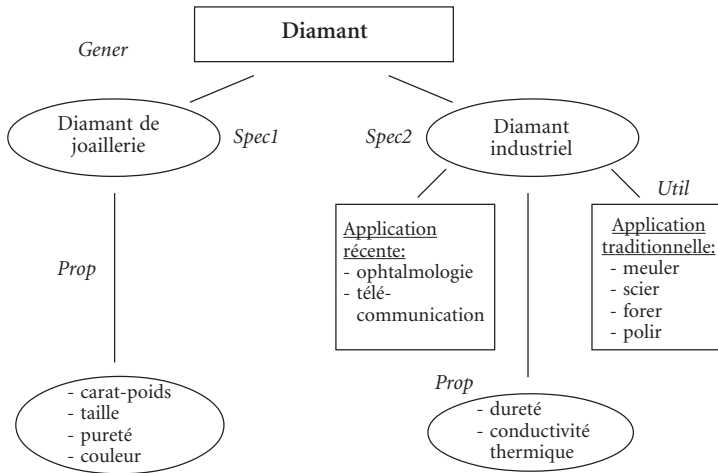 Diamant
Gener
Diamant de
joaillerie
Spec1
Spec2
Diamant
industriel
Util
Application
récente:
- ophtalmologie
- télé-
communication
Application
traditionnelle:
- meuler
- scier
- forer
- polir
Prop
Prop
- carat-poids
- taille
- pureté
- couleur
- dureté
- conductivité
thermique